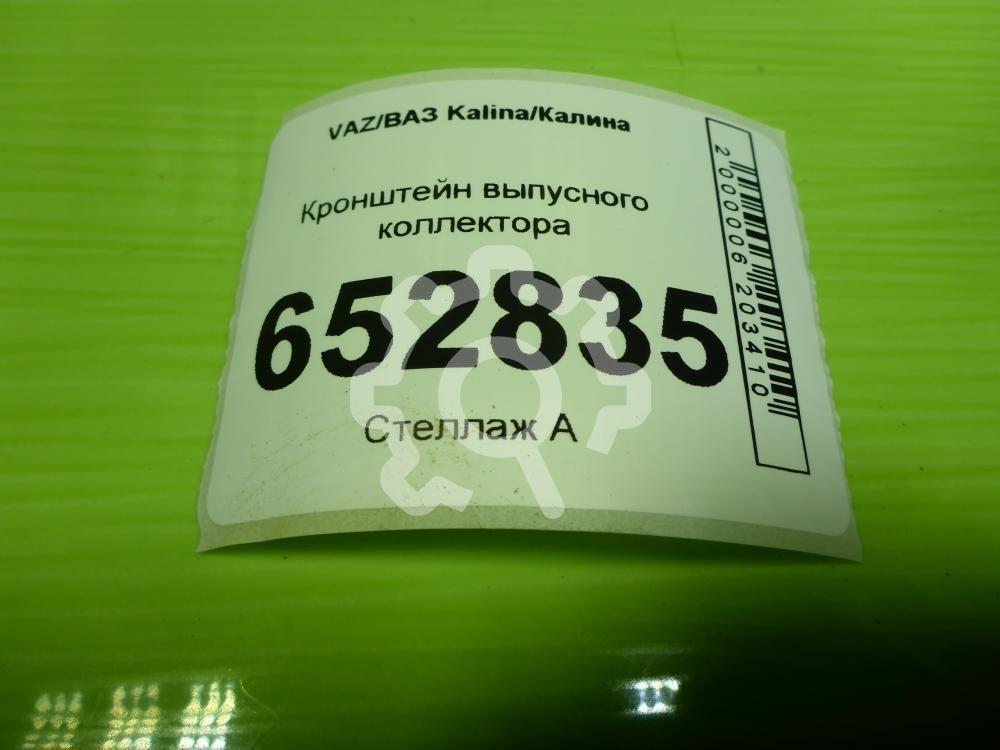 VAZ/ВАЗ Kalina/Калина
Кронштейн выпусного
коллектора
652835
Стеллаж А
2000006203410